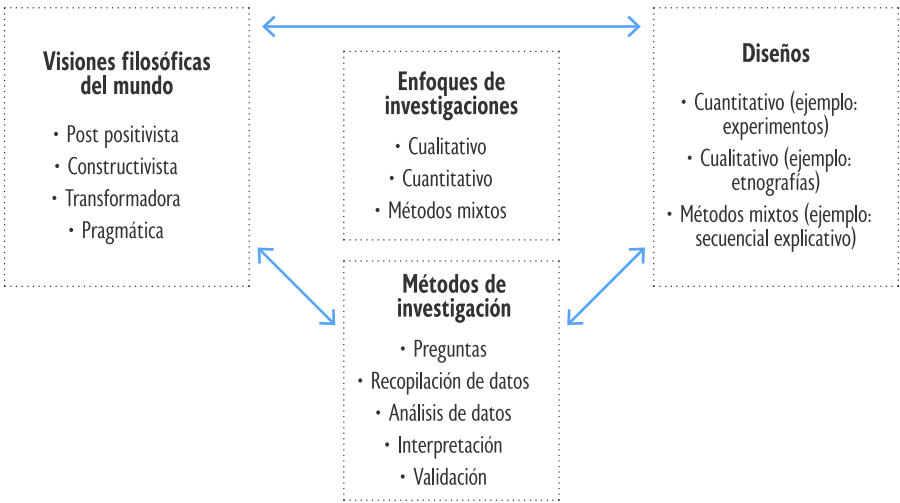 Visiones filosóficas
del mundo
• Post positivista
• Constructivista
• Transformadora
• Pragmática
Enfoques de
investigaciones
• Cualitativo
• Cuantitativo
• Métodos mixtos
Diseños
• Cuantitativo (ejemplo:
experimentos)
• Cualitativo (ejemplo:
etnografías)
• Métodos mixtos (ejemplo:
secuencial explicativo)
Métodos de
investigación
• Preguntas
• Recopilación de datos
• Análisis de datos
• Interpretación
• Validación